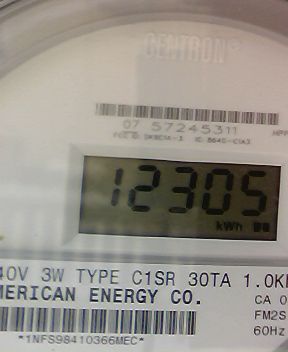 CENTRON®
07 57245311
12305
kWh
40V 3W TYPE C1SR 30TA 1.0K
MERICAN ENERGY CO. CA 0
FM2S
60Hz
*1NFS98410366MEC*